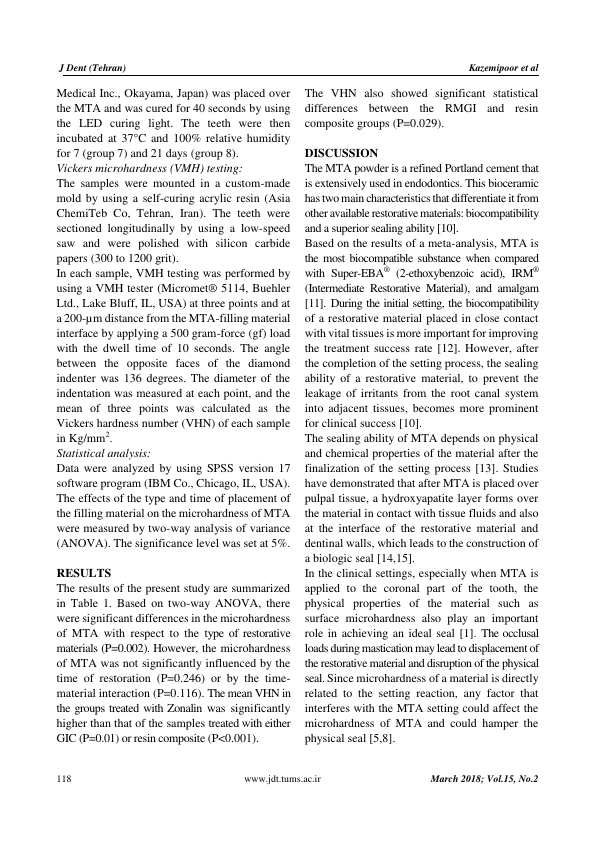 J Dent (Tehran)
Kazemipoor et al
Medical Inc., Okayama, Japan) was placed over
the MTA and was cured for 40 seconds by using
the LED curing light. The teeth were then
incubated at 37°C and 100% relative humidity
for 7 (group 7) and 21 days (group 8).
Vickers microhardness (VMH) testing:
The samples were mounted in a custom-made
mold by using a self-curing acrylic resin (Asia
ChemiTeb Co, Tehran, Iran). The teeth were
sectioned longitudinally by using a low-speed
saw and were polished with silicon carbide
papers (300 to 1200 grit).
In each sample, VMH testing was performed by
using a VMH tester (Micromet® 5114, Buehler
Ltd., Lake Bluff, IL, USA) at three points and at
a 200-µm distance from the MTA-filling material
interface by applying a 500 gram-force (gf) load
with the dwell time of 10 seconds. The angle
between the opposite faces of the diamond
indenter was 136 degrees. The diameter of the
indentation was measured at each point, and the
mean of three points was calculated as the
Vickers hardness number (VHN) of each sample
in Kg/mm².
Statistical analysis:
Data were analyzed by using SPSS version 17
software program (IBM Co., Chicago, IL, USA).
The effects of the type and time of placement of
the filling material on the microhardness of MTA
were measured by two-way analysis of variance
(ANOVA). The significance level was set at 5%.
RESULTS
The results of the present study are summarized
in Table 1. Based on two-way ANOVA, there
were significant differences in the microhardness
of MTA with respect to the type of restorative
materials (P=0.002). However, the microhardness
of MTA was not significantly influenced by the
time of restoration (P=0.246) or by the time-
material interaction (P=0.116). The mean VHN in
the groups treated with Zonalin was significantly
higher than that of the samples treated with either
GIC (P=0.01) or resin composite (P<0.001).
The VHN also showed significant statistical
differences between the RMGI and resin
composite groups (P=0.029).
DISCUSSION
The MTA powder is a refined Portland cement that
is extensively used in endodontics. This bioceramic
has two main characteristics that differentiate it from
other available restorative materials: biocompatibility
and a superior sealing ability [10].
Based on the results of a meta-analysis, MTA is
the most biocompatible substance when compared
with Super-EBA® (2-ethoxybenzoic acid), IRM®
(Intermediate Restorative Material), and amalgam
[11]. During the initial setting, the biocompatibility
of a restorative material placed in close contact
with vital tissues is more important for improving
the treatment success rate [12]. However, after
the completion of the setting process, the sealing
ability of a restorative material, to prevent the
leakage of irritants from the root canal system
into adjacent tissues, becomes more prominent
for clinical success [10].
The sealing ability of MTA depends on physical
and chemical properties of the material after the
finalization of the setting process [13]. Studies
have demonstrated that after MTA is placed over
pulpal tissue, a hydroxyapatite layer forms over
the material in contact with tissue fluids and also
at the interface of the restorative material and
dentinal walls, which leads to the construction of
a biologic seal [14,15].
In the clinical settings, especially when MTA is
applied to the coronal part of the tooth, the
physical properties of the material such as
surface microhardness also play an important
role in achieving an ideal seal [1]. The occlusal
loads during mastication may lead to displacement of
the restorative material and disruption of the physical
seal. Since microhardness of a material is directly
related to the setting reaction, any factor that
interferes with the MTA setting could affect the
microhardness of MTA and could hamper the
physical seal [5,8].
118
www.jdt.tums.ac.ir
March 2018; Vol.15, No.2